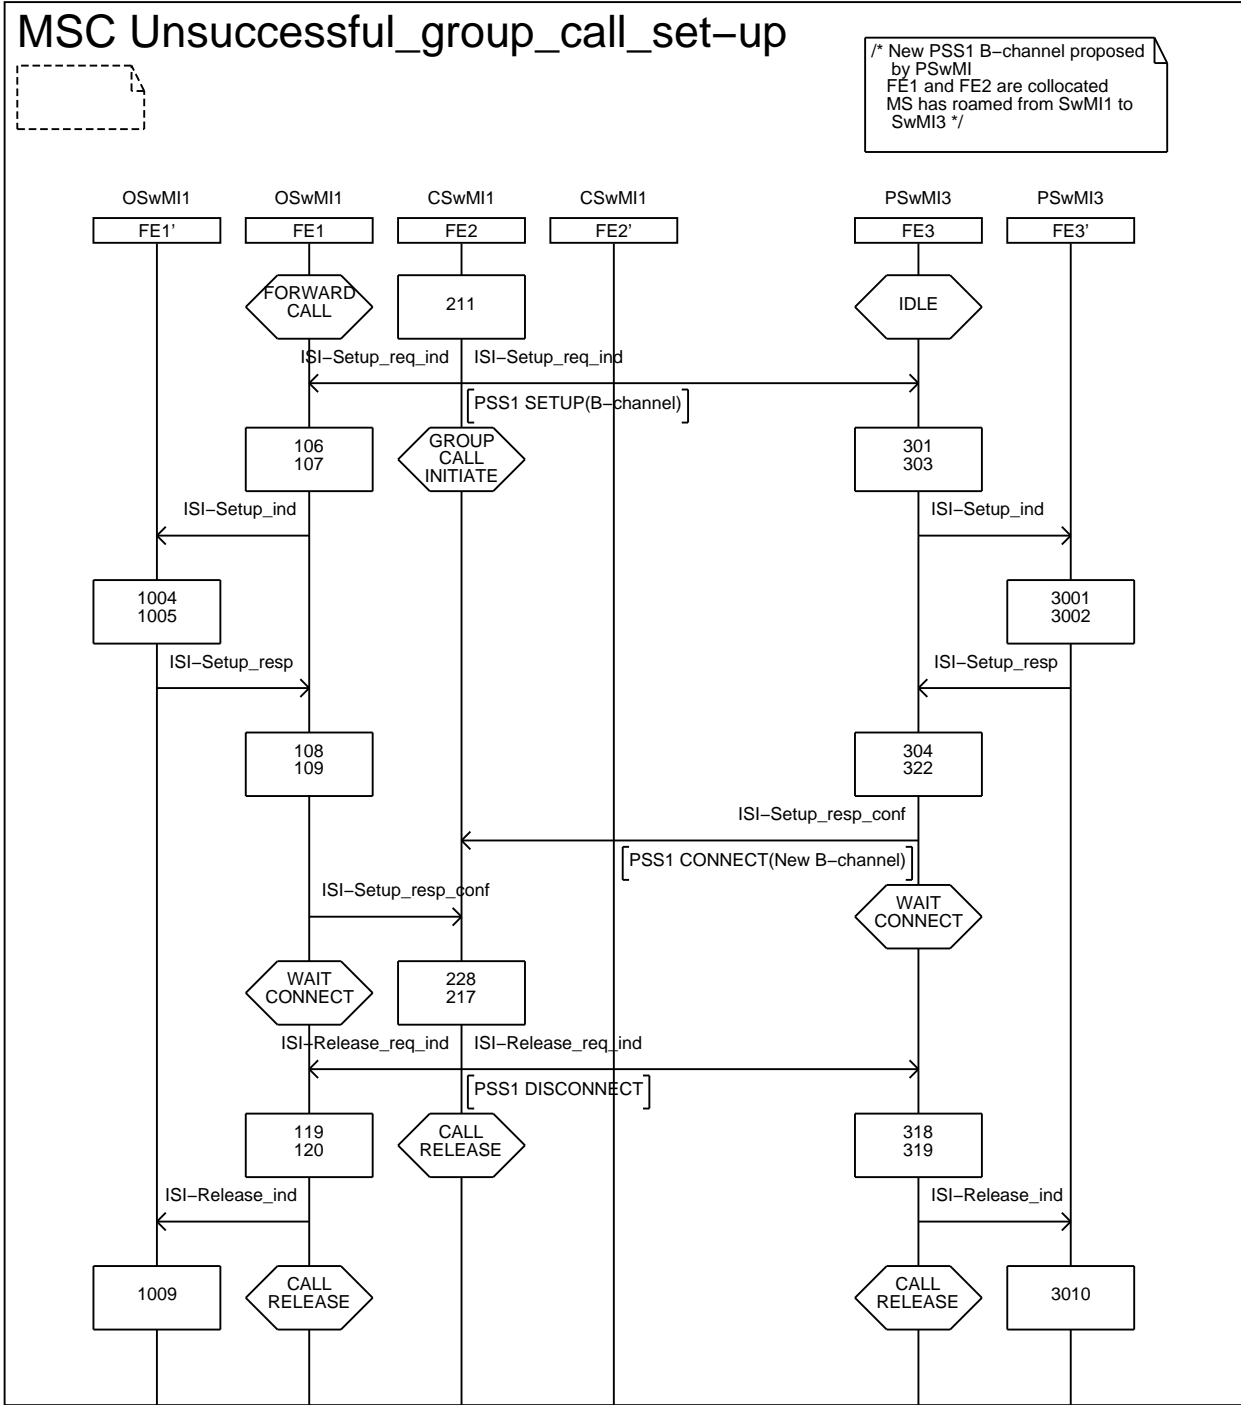 MSC Unsuccessful_group_call_set−up
/* New PSS1 B−channel proposed
by PSwMI
FE1 and FE2 are collocated
MS has roamed from SwMI1 to
SwMI3 */
OSwMI1 OSwMI1 CSwMI1 CSwMI1 PSwMI3 PSwMI3
FE1' FE1 FE2 FE2' FE3 FE3'
FORWARD
CALL
211
IDLE
ISI−Setup_req_ind ISI−Setup_req_ind
PSS1 SETUP(B−channel)
106
107
GROUP
CALL
INITIATE
301
303
ISI−Setup_ind ISI−Setup_ind
1004
1005
3001
3002
ISI−Setup_resp ISI−Setup_resp
108
109
304
322
ISI−Setup_resp_conf
PSS1 CONNECT(New B−channel)
ISI−Setup_resp_conf
WAIT
CONNECT
WAIT
CONNECT
228
217
ISI−Release_req_ind ISI−Release_req_ind
PSS1 DISCONNECT
119
120
CALL
RELEASE
318
319
ISI−Release_ind ISI−Release_ind
1009
CALL
RELEASE
CALL
RELEASE
3010